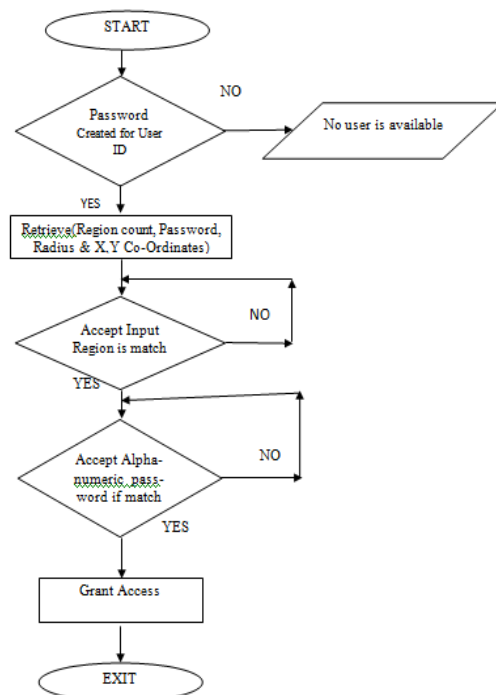 START
NO
Password
Created for User
ID
No user is available
YES
Retrieve(Region count, Password,
Radius & X,Y Co-Ordinates)
NO
Accept Input
Region is match
YES
NO
Accept Alpha-
numeric pass-
word if match
YES
Grant Access
EXIT